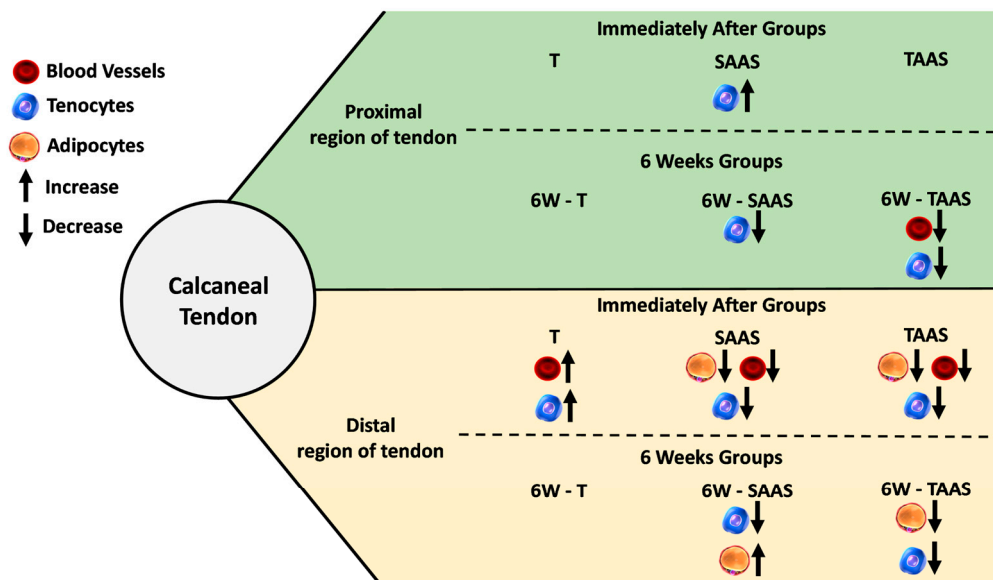 Blood Vessels
Tenocytes
Adipocytes
Increase
Decrease
Calcaneal
Tendon
Proximal
region of tendon
Immediately After Groups
T SAAS TAAS
6 Weeks Groups
6W - T 6W - SAAS 6W - TAAS
Distal
region of tendon
Immediately After Groups
T SAAS TAAS
6 Weeks Groups
6W - T 6W - SAAS 6W - TAAS